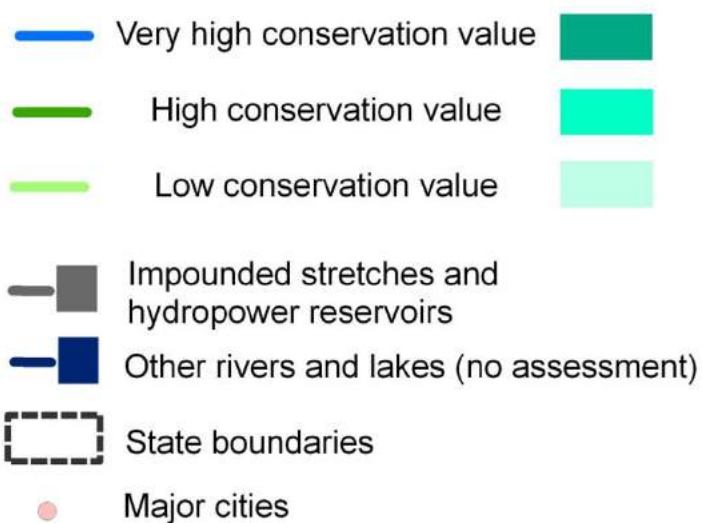 Very high conservation value
High conservation value
Low conservation value
Impounded stretches and
hydropower reservoirs
Other rivers and lakes (no assessment)
State boundaries
Major cities